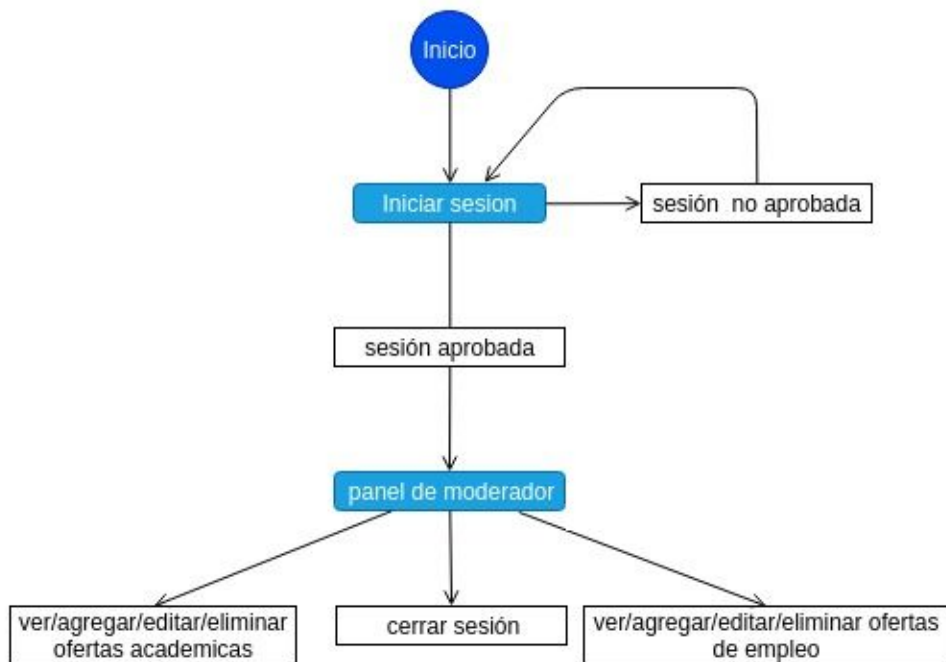 Inicio
Iniciar sesion
sesión no aprobada
sesión aprobada
panel de moderador
ver/agregar/editar/eliminar
ofertas academicas
cerrar sesión
ver/agregar/editar/eliminar ofertas
de empleo